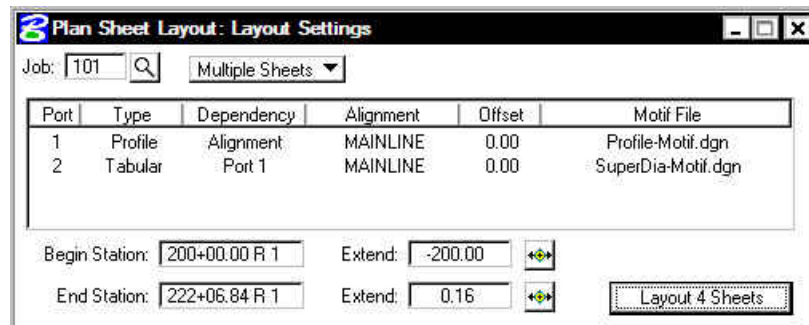 Plan Sheet Layout: Layout Settings
Job: 101 Multiple Sheets
Port Type Dependency Alignment Offset Motif File
1 Profile Alignment MAINLINE 0.00 Profile-Motif.dgn
2 Tabular Port 1 MAINLINE 0.00 SuperDia-Motif.dgn
Begin Station: 200+00.00 R 1 Extend: -200.00
End Station: 222+06.84 R 1 Extend: 0.16 Layout 4 Sheets